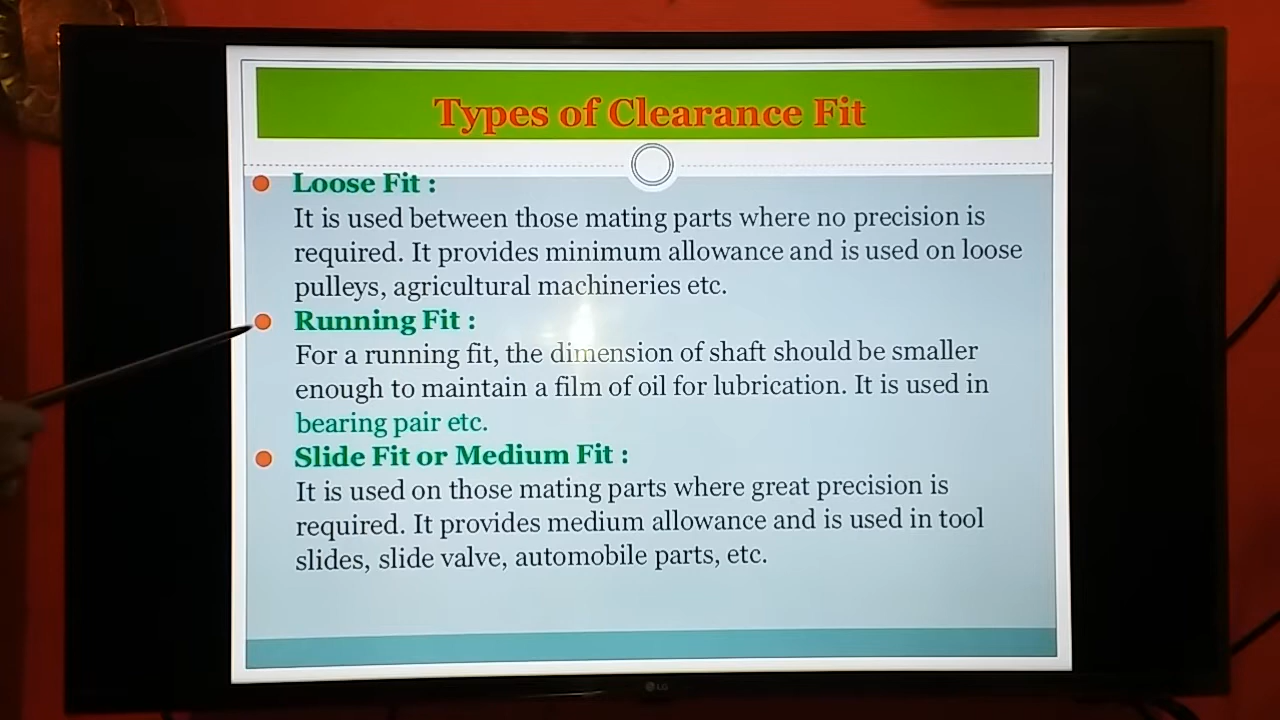 Types of Clearance Fit
Loose Fit :
It is used between those mating parts where no precision is
required. It provides minimum allowance and is used on loose
pulleys, agricultural machineries etc.
Running Fit :
For a running fit, the dimension of shaft should be smaller
enough to maintain a film of oil for lubrication. It is used in
bearing pair etc.
Slide Fit or Medium Fit :
It is used on those mating parts where great precision is
required. It provides medium allowance and is used in tool
slides, slide valve, automobile parts, etc.
LG